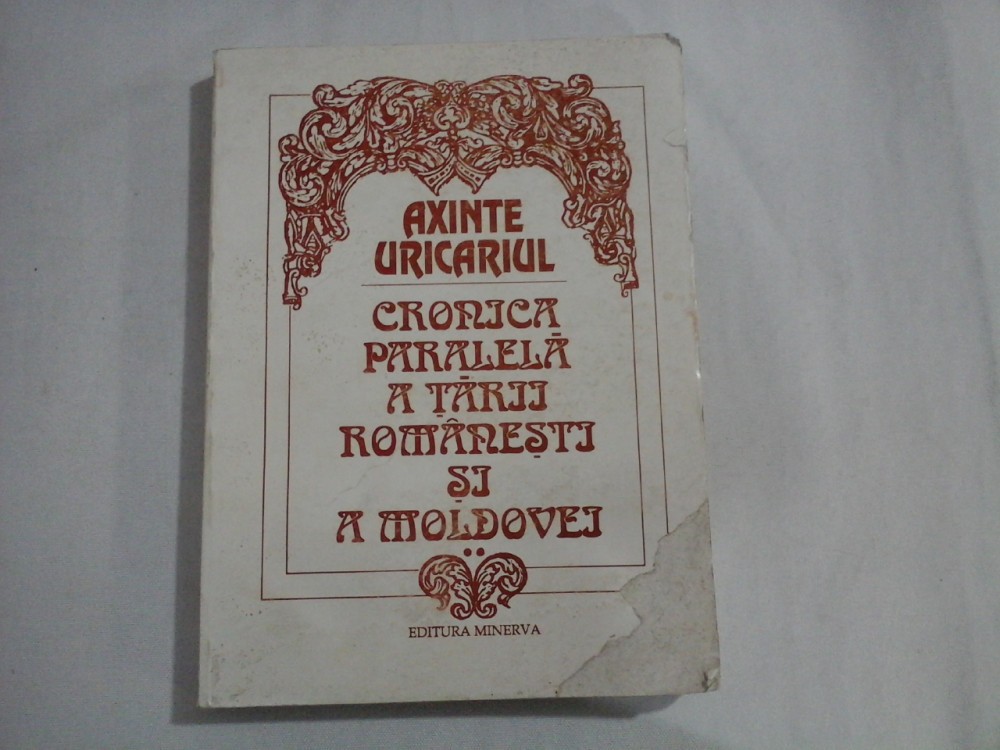 AXINTE
URICARIUL
CRONICA
PARALELĂ
A ȚĂRII
ROMÂNEȘTI
ȘI
A MOLDOVEI
EDITURA MINERVA